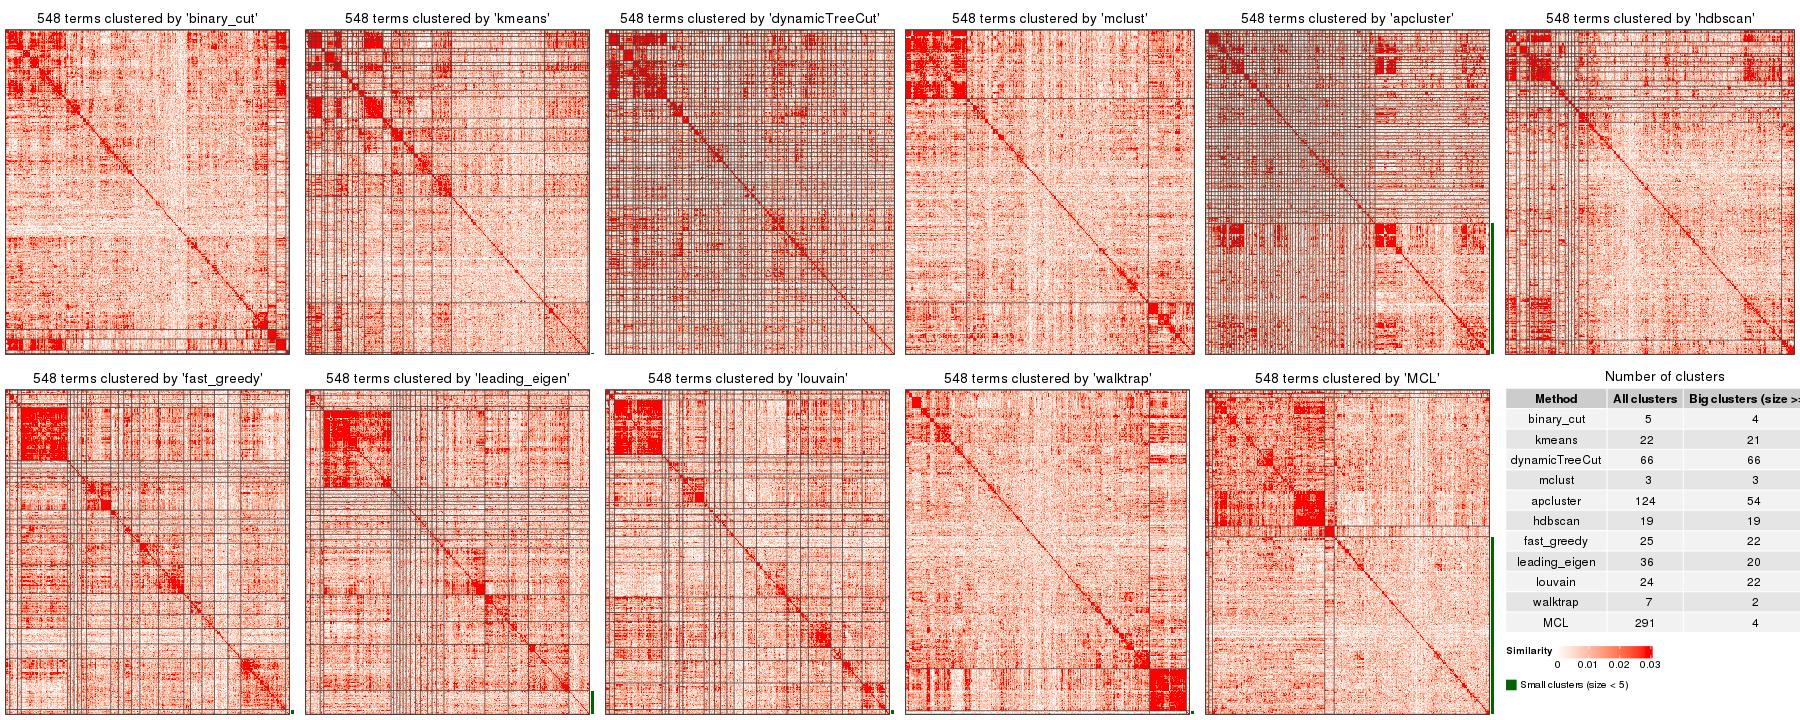 548 terms clustered by 'binary_cut'
548 terms clustered by 'kmeans'
548 terms clustered by 'dynamicTreeCut'
548 terms clustered by 'mclust'
548 terms clustered by 'apcluster'
548 terms clustered by 'hdbscan'
548 terms clustered by 'fast_greedy'
548 terms clustered by 'leading_eigen'
548 terms clustered by 'louvain'
548 terms clustered by 'walktrap'
548 terms clustered by 'MCL'
Number of clusters
Method All clusters Big clusters (size >=
binary_cut 5 4
kmeans 22 21
dynamicTreeCut 66 66
mclust 3 3
apcluster 124 54
hdbscan 19 19
fast_greedy 25 22
leading_eigen 36 20
louvain 24 22
walktrap 7 2
MCL 291 4
Similarity
0 0.01 0.02 0.03
Small clusters (size < 5)